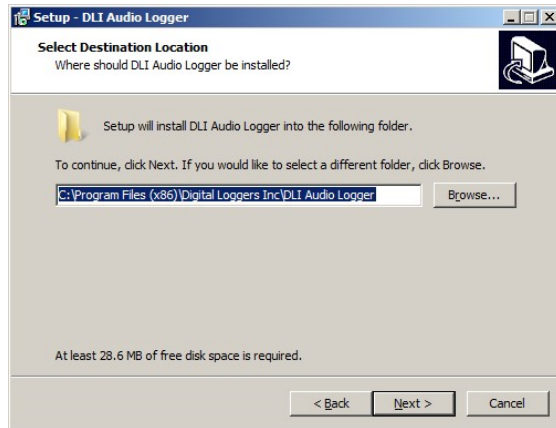 Setup - DLI Audio Logger
Select Destination Location
Where should DLI Audio Logger be installed?
Setup will install DLI Audio Logger into the following folder.
To continue, click Next. If you would like to select a different folder, click Browse.
C:\Program Files (x86)\Digital Loggers Inc\DLI Audio Logger
Browse...
At least 28.6 MB of free disk space is required.
< Back
Next >
Cancel